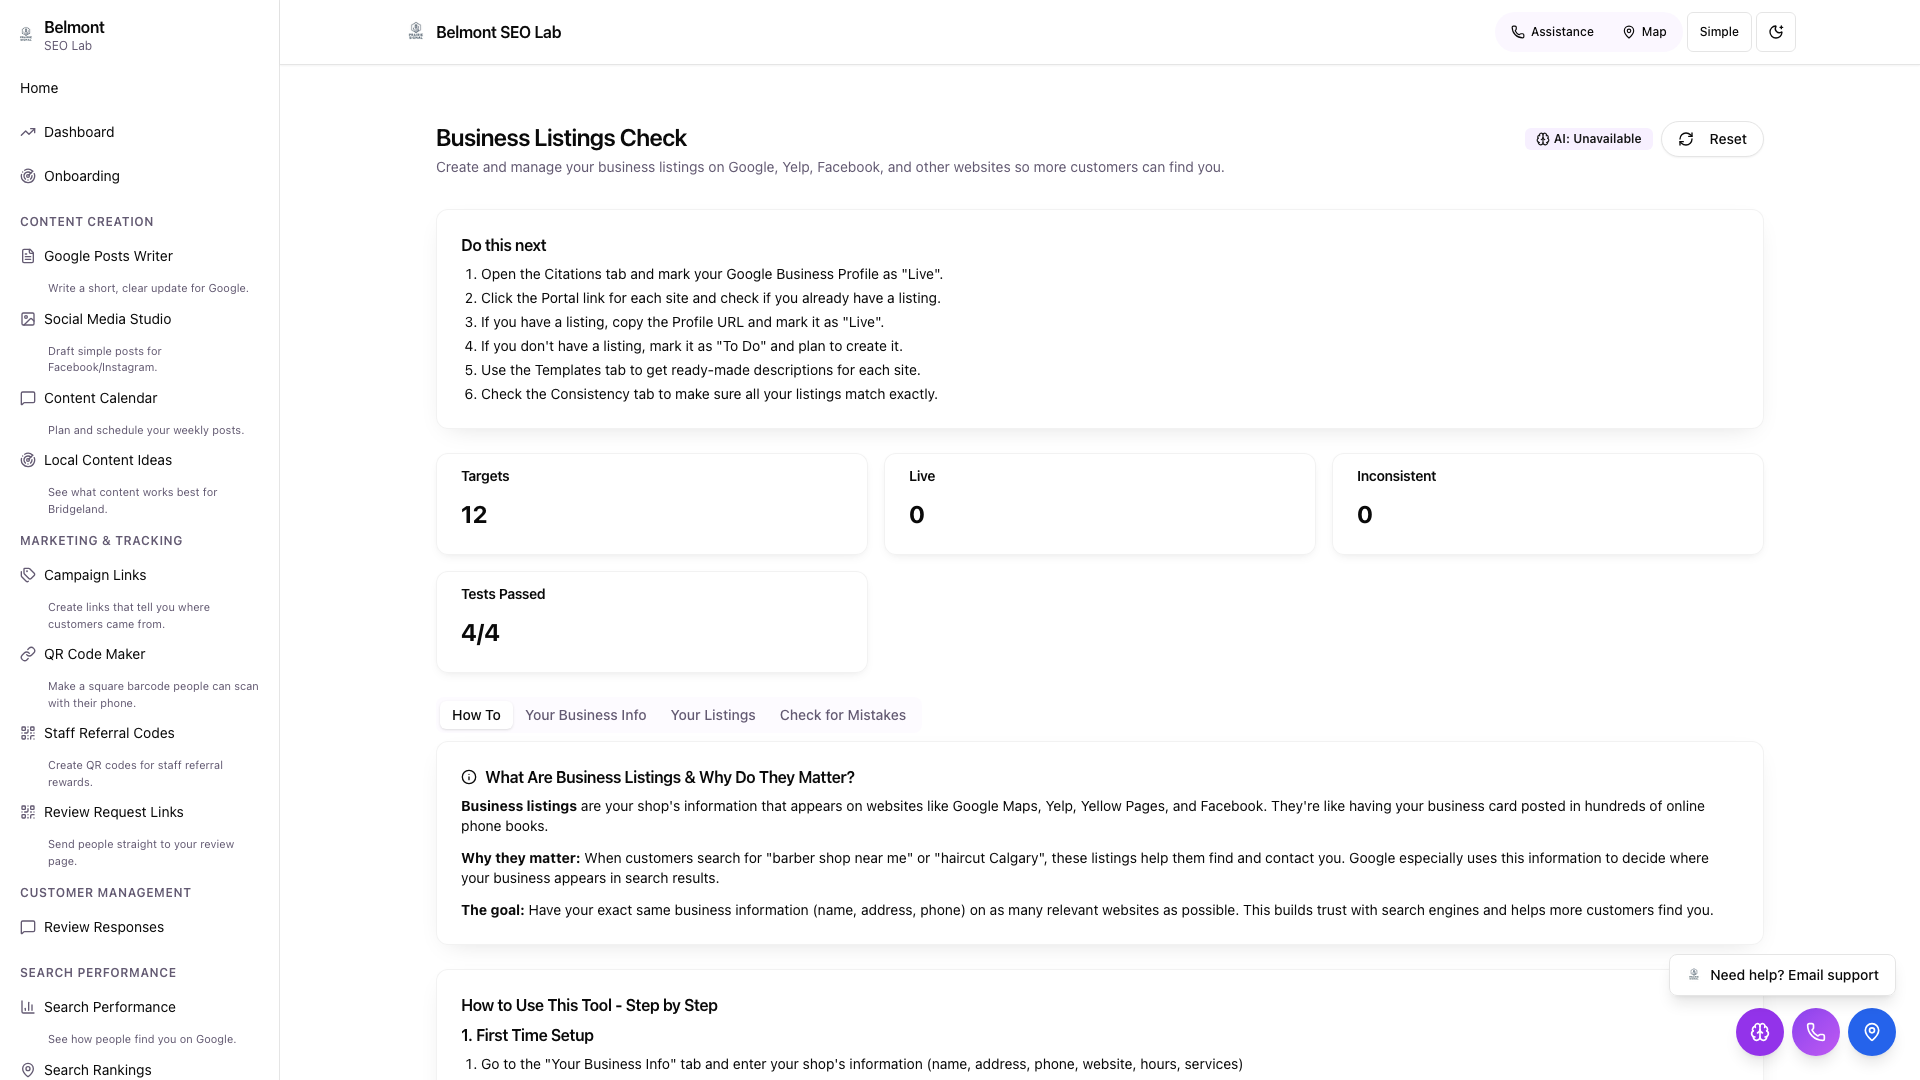 Belmont
SEO Lab
Home
Dashboard
Onboarding
CONTENT CREATION
Google Posts Writer
Write a short, clear update for Google.
Social Media Studio
Draft simple posts for
Facebook/Instagram.
Content Calendar
Plan and schedule your weekly posts.
Local Content Ideas
See what content works best for
Bridgeland.
MARKETING & TRACKING
Campaign Links
Create links that tell you where
customers came from.
QR Code Maker
Make a square barcode people can scan
with their phone.
Staff Referral Codes
Create QR codes for staff referral
rewards.
Review Request Links
Send people straight to your review
page.
CUSTOMER MANAGEMENT
Review Responses
SEARCH PERFORMANCE
Search Performance
See how people find you on Google.
Search Rankings
Belmont SEO Lab
Assistance
Map
Simple
Business Listings Check
Create and manage your business listings on Google, Yelp, Facebook, and other websites so more customers can find you.
AI: Unavailable
Reset
Do this next
1. Open the Citations tab and mark your Google Business Profile as "Live".
2. Click the Portal link for each site and check if you already have a listing.
3. If you have a listing, copy the Profile URL and mark it as "Live".
4. If you don't have a listing, mark it as "To Do" and plan to create it.
5. Use the Templates tab to get ready-made descriptions for each site.
6. Check the Consistency tab to make sure all your listings match exactly.
Targets
12
Live
0
Inconsistent
0
Tests Passed
4/4
How To
Your Business Info
Your Listings
Check for Mistakes
What Are Business Listings & Why Do They Matter?
Business listings are your shop's information that appears on websites like Google Maps, Yelp, Yellow Pages, and Facebook. They're like having your business card posted in hundreds of online
phone books.
Why they matter: When customers search for "barber shop near me" or "haircut Calgary", these listings help them find and contact you. Google especially uses this information to decide where
your business appears in search results.
The goal: Have your exact same business information (name, address, phone) on as many relevant websites as possible. This builds trust with search engines and helps more customers find you.
How to Use This Tool - Step by Step
1. First Time Setup
1. Go to the "Your Business Info" tab and enter your shop's information (name, address, phone, website, hours, services)
Need help? Email support